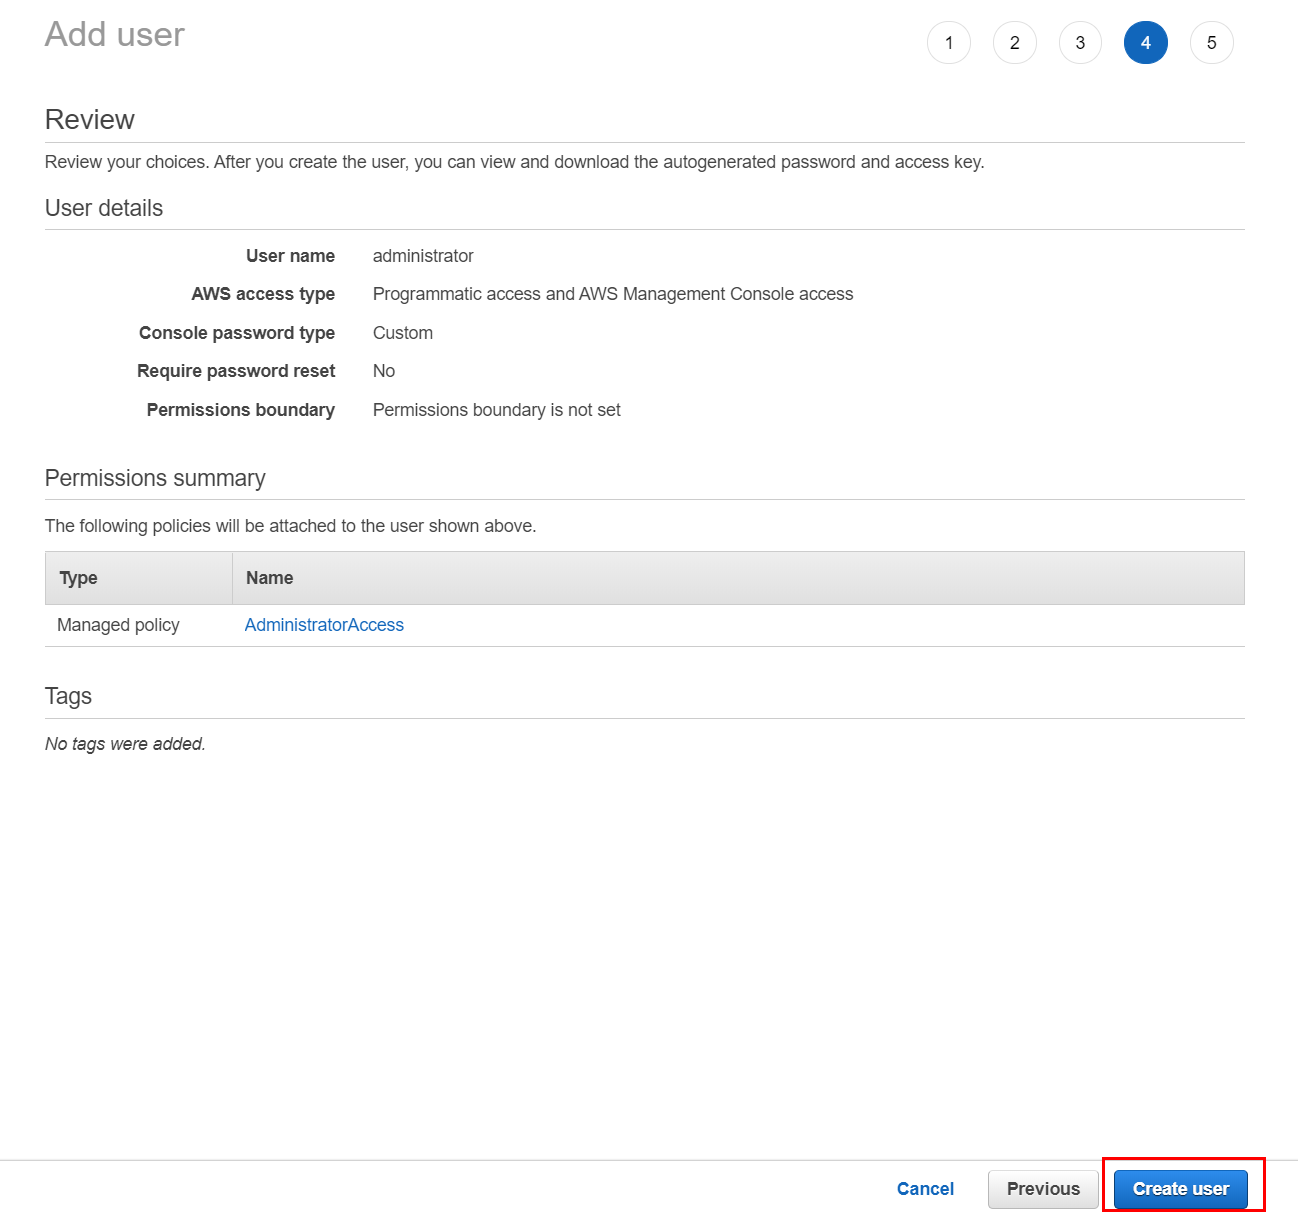 Add user
1 2 3 4 5
Review
Review your choices. After you create the user, you can view and download the autogenerated password and access key.
User details
User name administrator
AWS access type Programmatic access and AWS Management Console access
Console password type Custom
Require password reset No
Permissions boundary Permissions boundary is not set
Permissions summary
The following policies will be attached to the user shown above.
Type Name
Managed policy AdministratorAccess
Tags
No tags were added.
Cancel Previous Create user